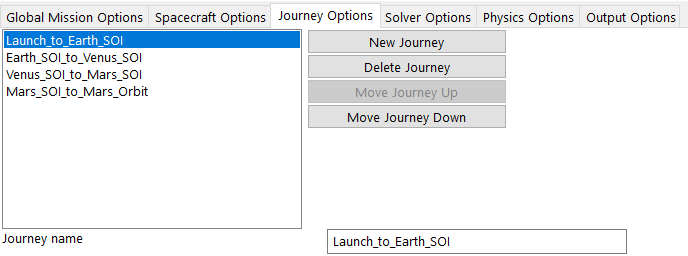 Global Mission Options Spacecraft Options Journey Options Solver Options Physics Options Output Options
Launch_to_Earth_SOI
Earth_SOI_to_Venus_SOI
Venus_SOI_to_Mars_SOI
Mars_SOI_to_Mars_Orbit
New Journey
Delete Journey
Move Journey Up
Move Journey Down
Journey name
Launch_to_Earth_SOI